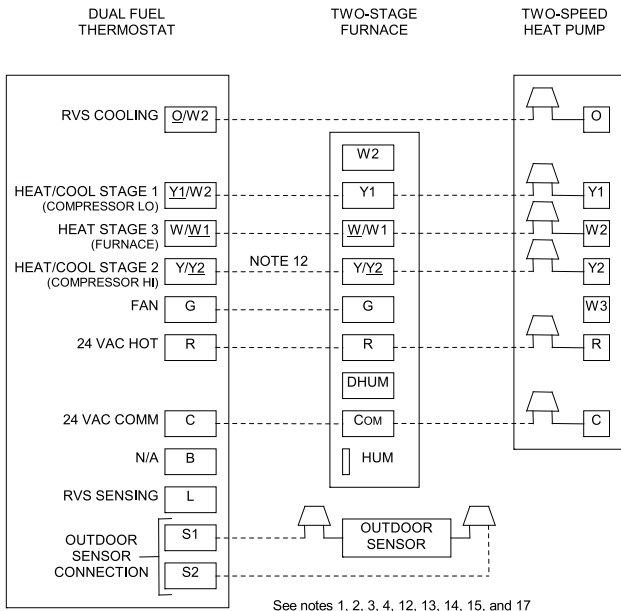 DUAL FUEL
THERMOSTAT
TWO-STAGE
FURNACE
TWO-SPEED
HEAT PUMP
RVS COOLING O/W2 O
W2
HEAT/COOL STAGE 1 Y1/W2 Y1 Y1
(COMPRESSOR LO)
HEAT STAGE 3 W/W1 W/W1 W2
(FURNACE)
HEAT/COOL STAGE 2 Y/Y2 NOTE 12 Y/Y2 Y2
(COMPRESSOR HI)
FAN G G W3
24 VAC HOT R R R
DHUM
24 VAC COMM C COM C
N/A B HUM
RVS SENSING L
OUTDOOR
SENSOR
CONNECTION
S1
S2
OUTDOOR
SENSOR
See notes 1, 2, 3, 4, 12, 13, 14, 15, and 17